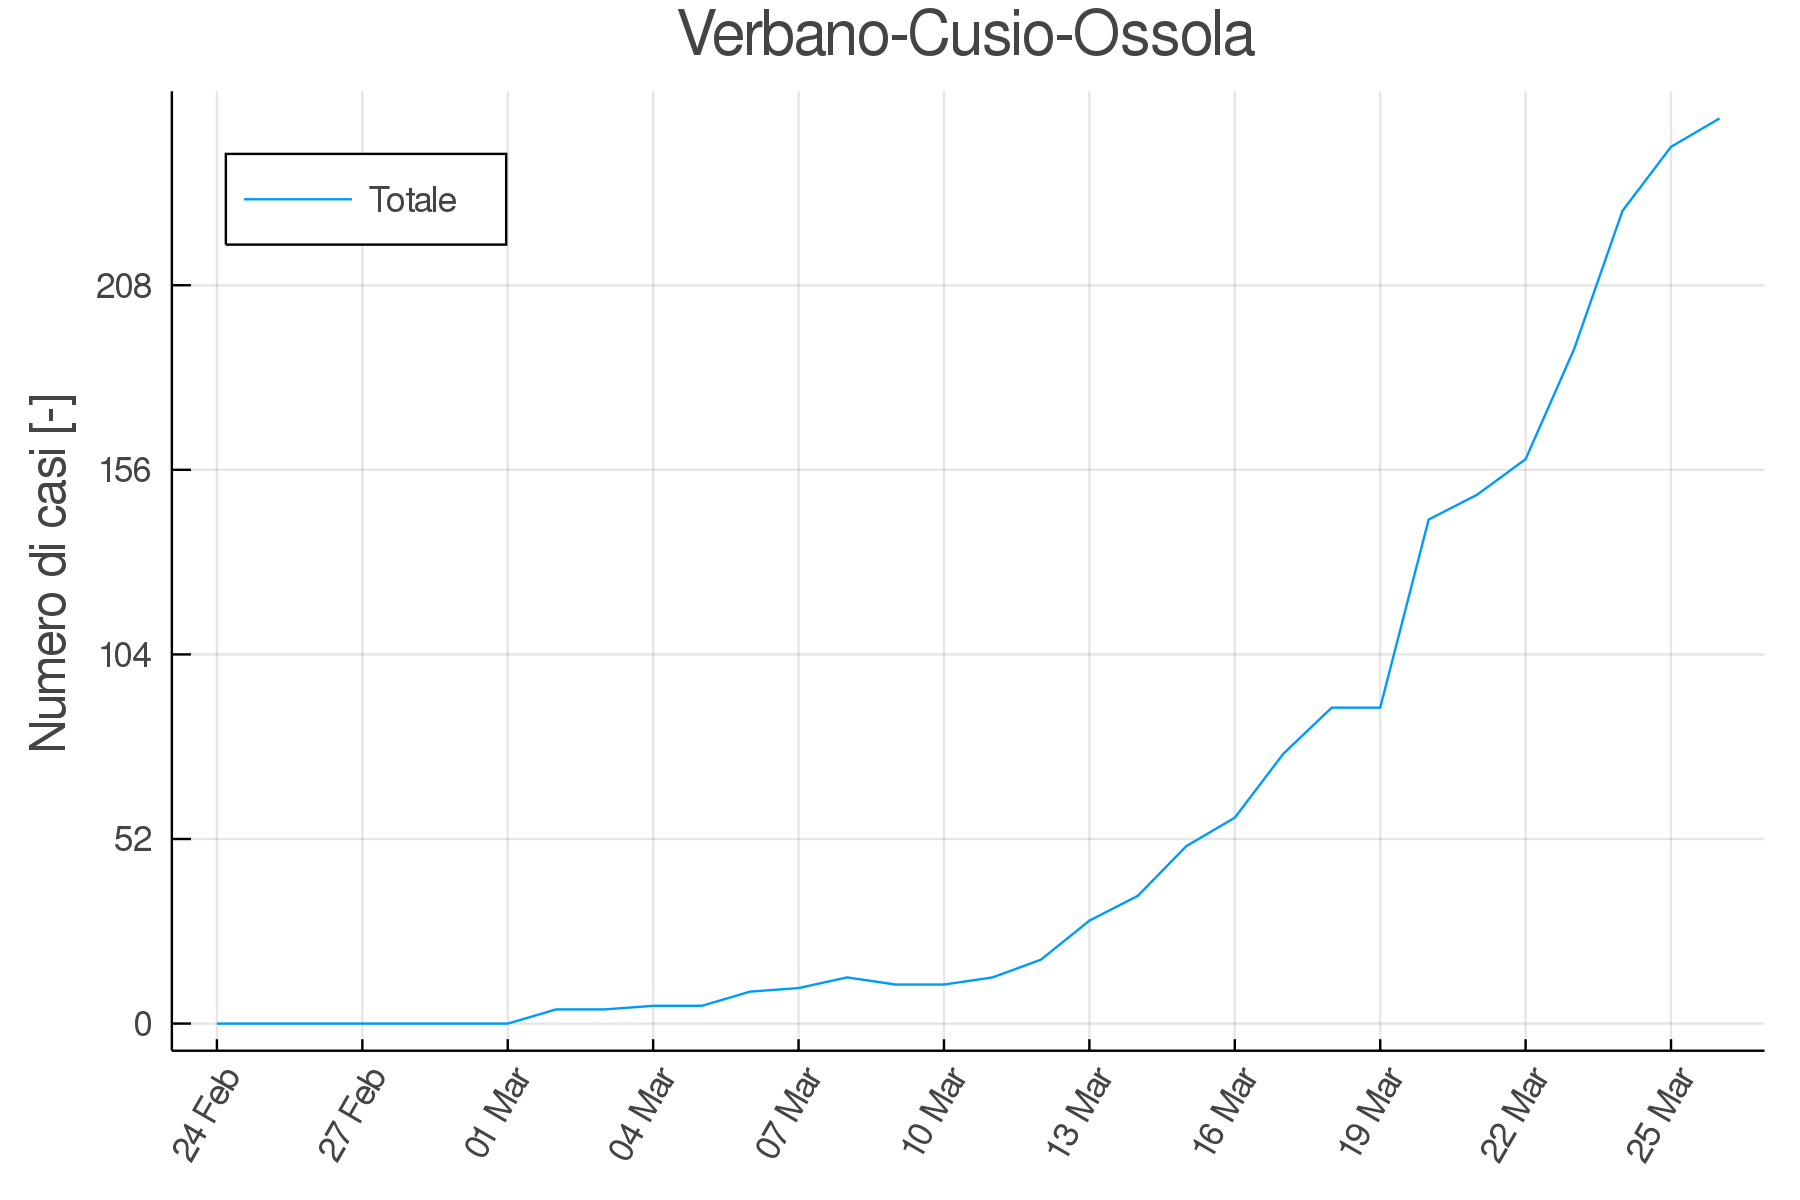 Verbano-Cusio-Ossola
Totale
Numero di casi [-]
208
156
104
52
0
24 Feb
27 Feb
01 Mar
04 Mar
07 Mar
10 Mar
13 Mar
16 Mar
19 Mar
22 Mar
25 Mar